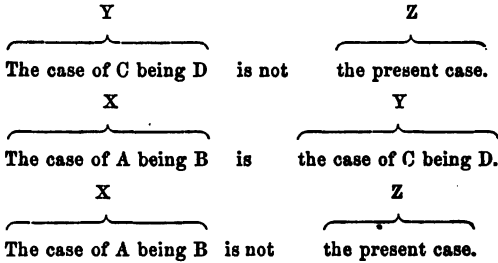 Y Z
The case of C being D is not the present case.
X Y
The case of A being B is the case of C being D.
X Z
The case of A being B is not the present case.